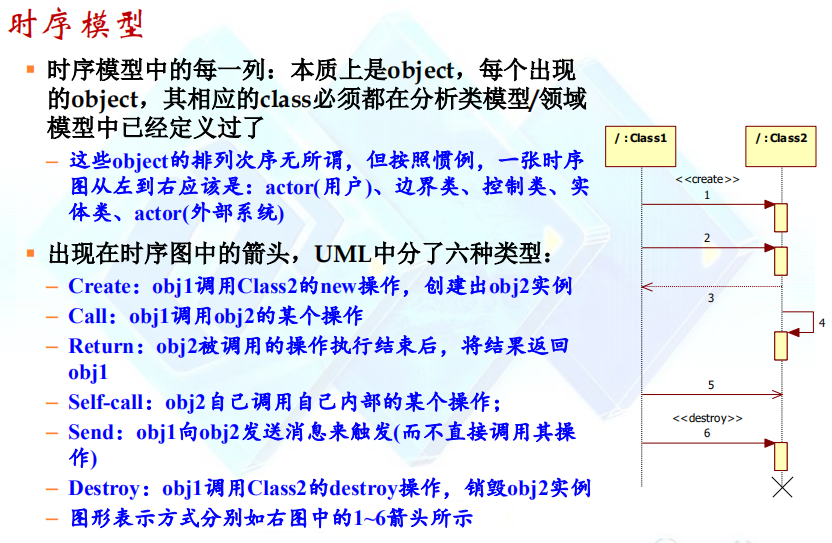 时序模型
时序模型中的每一列：本质上是object，每个出现
的object，其相应的class必须都在分析类模型/领域
模型中已经定义过了
– 这些object的排列次序无所谓，但按照惯例，一张时序
图从左到右应该是：actor(用户)、边界类、控制类、实
体类、actor(外部系统)
出现在时序图中的箭头，UML中分了六种类型：
– Create：obj1调用Class2的new操作，创建出obj2实例
– Call：obj1调用obj2的某个操作
– Return：obj2被调用的操作执行结束后，将结果返回
obj1
– Self-call：obj2自己调用自己内部的某个操作；
– Send：obj1向obj2发送消息来触发(而不直接调用其操
作)
– Destroy：obj1调用Class2的destroy操作，销毁obj2实例
– 图形表示方式分别如右图中的1~6箭头所示
/ : Class1
/ : Class2
<<create>>
1
2
3
4
5
<<destroy>>
6